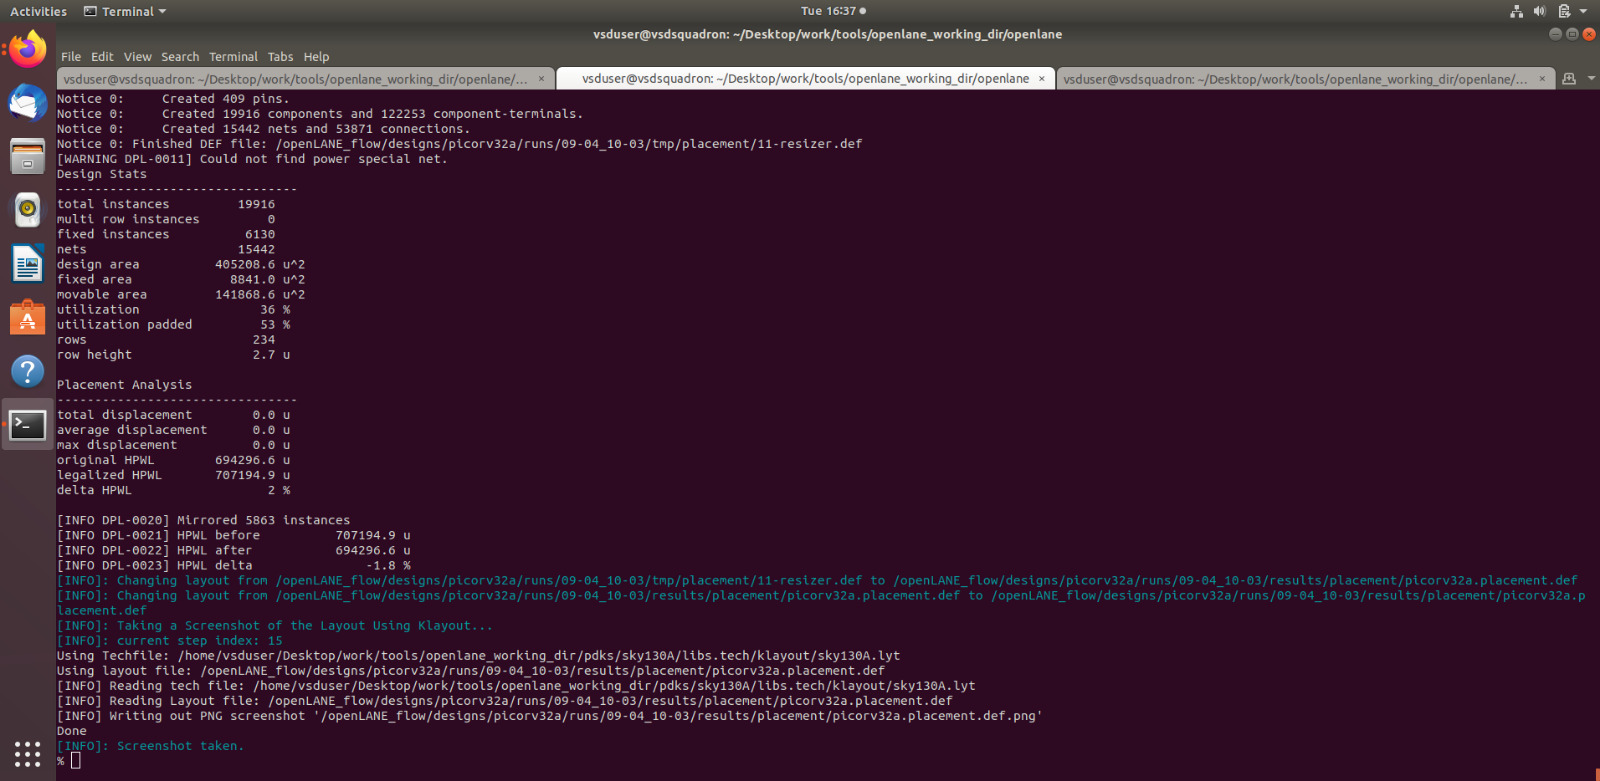 Activities Terminal Tue 16:37
vsduser@vsdsquadron: ~/Desktop/work/tools/openlane_working_dir/openlane
File Edit View Search Terminal Tabs Help
vsduser@vsdsquadron: ~/Desktop/work/tools/openlane_working_dir/openlane/... × vsduser@vsdsquadron: ~/Desktop/work/tools/openlane_working_dir/openlane × vsduser@vsdsquadron: ~/Desktop/work/tools/openlane_working_dir/openlane/... ×
Notice 0:     Created 409 pins.
Notice 0:     Created 19916 components and 122253 component-terminals.
Notice 0:     Created 15442 nets and 53871 connections.
Notice 0: Finished DEF file: /openLANE_flow/designs/picorv32a/runs/09-04_10-03/tmp/placement/11-resizer.def
[WARNING DPL-0011] Could not find power special net.
Design Stats
--------------------------------
total instances         19916
multi row instances         0
fixed instances          6130
nets                    15442
design area          405208.6 u^2
fixed area             8841.0 u^2
movable area         141868.6 u^2
utilization                36 %
utilization padded         53 %
rows                      234
row height                2.7 u
Placement Analysis
--------------------------------
total displacement        0.0 u
average displacement      0.0 u
max displacement          0.0 u
original HPWL        694296.6 u
legalized HPWL       707194.9 u
delta HPWL                  2 %
[INFO DPL-0020] Mirrored 5863 instances
[INFO DPL-0021] HPWL before          707194.9 u
[INFO DPL-0022] HPWL after           694296.6 u
[INFO DPL-0023] HPWL delta               -1.8 %
[INFO]: Changing layout from /openLANE_flow/designs/picorv32a/runs/09-04_10-03/tmp/placement/11-resizer.def to /openLANE_flow/designs/picorv32a/runs/09-04_10-03/results/placement/picorv32a.placement.def
[INFO]: Changing layout from /openLANE_flow/designs/picorv32a/runs/09-04_10-03/results/placement/picorv32a.placement.def to /openLANE_flow/designs/picorv32a/runs/09-04_10-03/results/placement/picorv32a.p
lacement.def
[INFO]: Taking a Screenshot of the Layout Using Klayout...
[INFO]: current step index: 15
Using Techfile: /home/vsduser/Desktop/work/tools/openlane_working_dir/pdks/sky130A/libs.tech/klayout/sky130A.lyt
Using layout file: /openLANE_flow/designs/picorv32a/runs/09-04_10-03/results/placement/picorv32a.placement.def
[INFO] Reading tech file: /home/vsduser/Desktop/work/tools/openlane_working_dir/pdks/sky130A/libs.tech/klayout/sky130A.lyt
[INFO] Reading Layout file: /openLANE_flow/designs/picorv32a/runs/09-04_10-03/results/placement/picorv32a.placement.def
[INFO] Writing out PNG screenshot '/openLANE_flow/designs/picorv32a/runs/09-04_10-03/results/placement/picorv32a.placement.def.png'
Done
[INFO]: Screenshot taken.
%